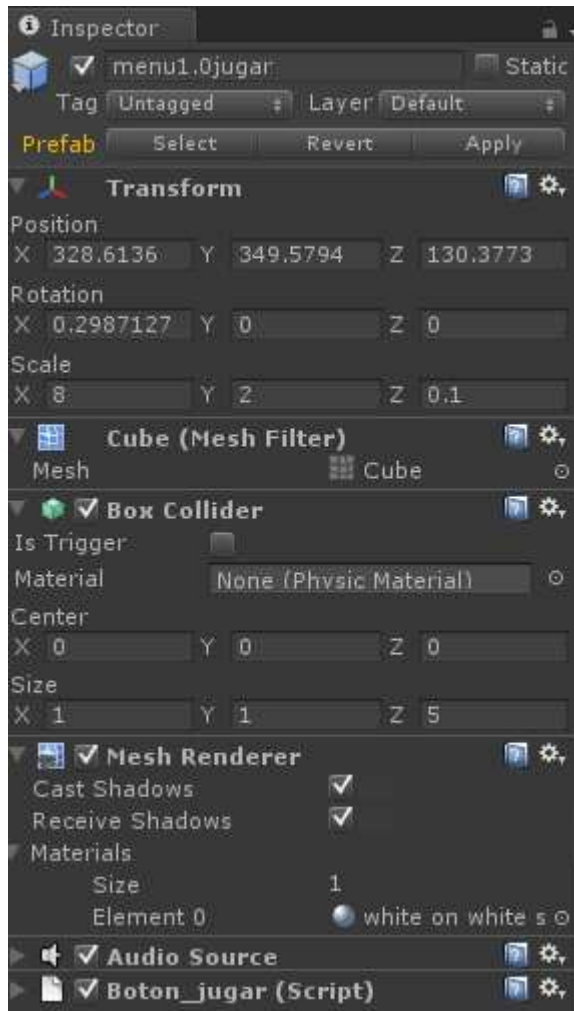 Inspector
menu1.0jugar Static
Tag Untagged Layer Default
Prefab Select Revert Apply
Transform
Position
X 328.6136 Y 349.5794 Z 130.3773
Rotation
X 0.2987127 Y 0 Z 0
Scale
X 8 Y 2 Z 0.1
Cube (Mesh Filter)
Mesh Cube
Box Collider
Is Trigger
Material None (Physic Material)
Center
X 0 Y 0 Z 0
Size
X 1 Y 1 Z 5
Mesh Renderer
Cast Shadows
Receive Shadows
Materials
Size 1
Element 0 white on white s
Audio Source
Boton_jugar (Script)